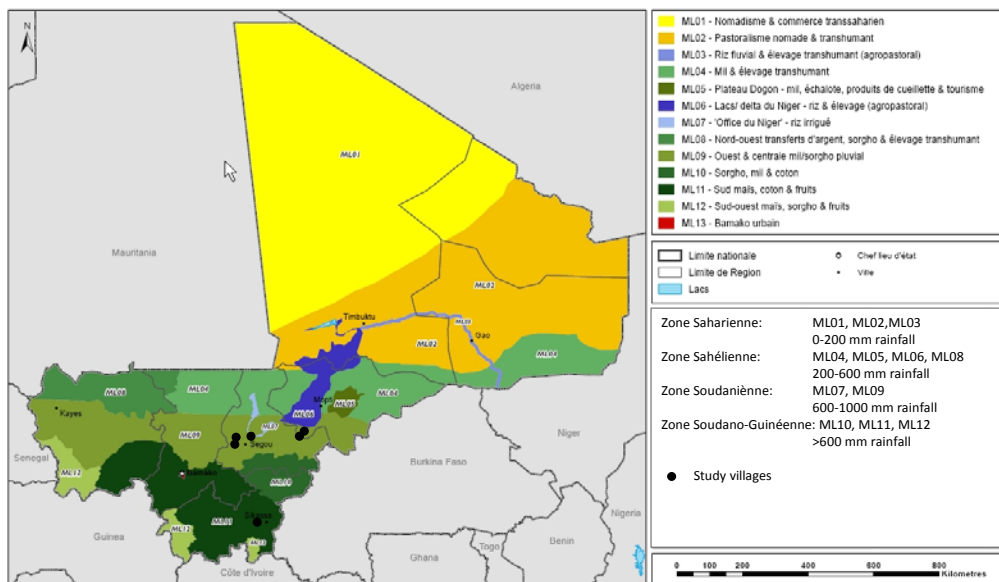 N
Algeria
Mauritania
ML01
ML02
Timbuktu
ML03
Gao
ML02
ML04
ML08
ML04
ML04
ML05
Mopti
ML06
Kayes
ML07
ML09
Segou
Niger
Senegal
ML12
Bamako
ML10
Burkina Faso
Sikasso
ML12
Guinea
Nigeria
Benin
Togo
Ghana
Côte d'Ivoire
ML01 - Nomadisme & commerce transsaharien
ML02 - Pastoralisme nomade & transhumant
ML03 - Riz fluvial & élevage transhumant (agropastoral)
ML04 - Mil & élevage transhumant
ML05 - Plateau Dogon - mil, échalote, produits de cueillette & tourisme
ML06 - Lacs/ delta du Niger - riz & élevage (agropastoral)
ML07 - 'Office du Niger' - riz irrigué
ML08 - Nord-ouest transferts d'argent, sorgho & élevage transhumant
ML09 - Ouest & centrale mil/sorgho pluvial
ML10 - Sorgho, mil & coton
ML11 - Sud maïs, coton & fruits
ML12 - Sud-ouest maïs, sorgho & fruits
ML13 - Bamako urbain
Limite nationale
Chef lieu d'état
Limite de Region
Ville
Lacs
Zone Saharienne: ML01, ML02,ML03
0-200 mm rainfall
Zone Sahélienne: ML04, ML05, ML06, ML08
200-600 mm rainfall
Zone Soudaniènne: ML07, ML09
600-1000 mm rainfall
Zone Soudano-Guinéenne: ML10, ML11, ML12
>600 mm rainfall
Study villages
0 100 200 400 600 800
Kilometres